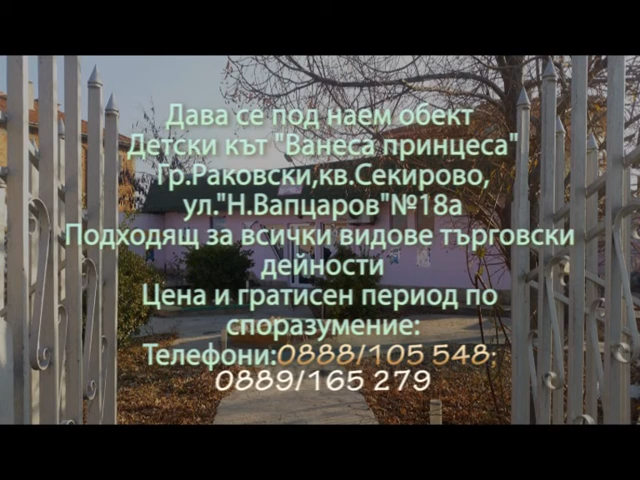 Дава се под наем обект
Детски кът "Ванеса принцеса"
Гр.Раковски,кв.Секирово,
ул."Н.Вапцаров"№18а
Подходящ за всички видове търговски
дейности
Цена и гратисен период по
споразумение:
Телефони:0888/105 548;
0889/165 279